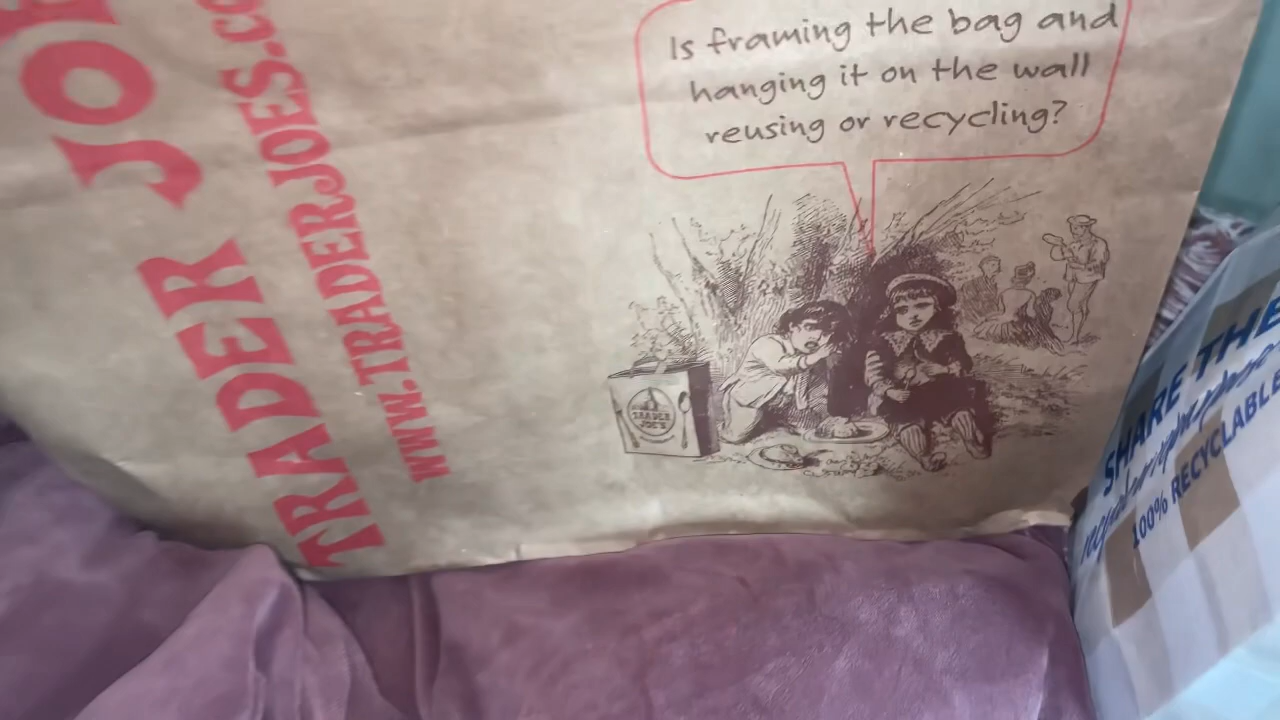 TRADER JOE
WWW.TRADERJOES.CO
Is framing the bag and
hanging it on the wall
reusing or recycling?
TRADER
JOE'S
SHARE THE
100% RECYCLABLE